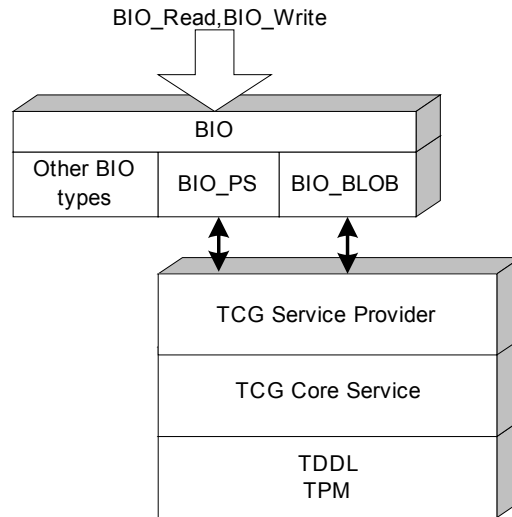 BIO_Read,BIO_Write
BIO
Other BIO
types
BIO_PS
BIO_BLOB
TCG Service Provider
TCG Core Service
TDDL
TPM